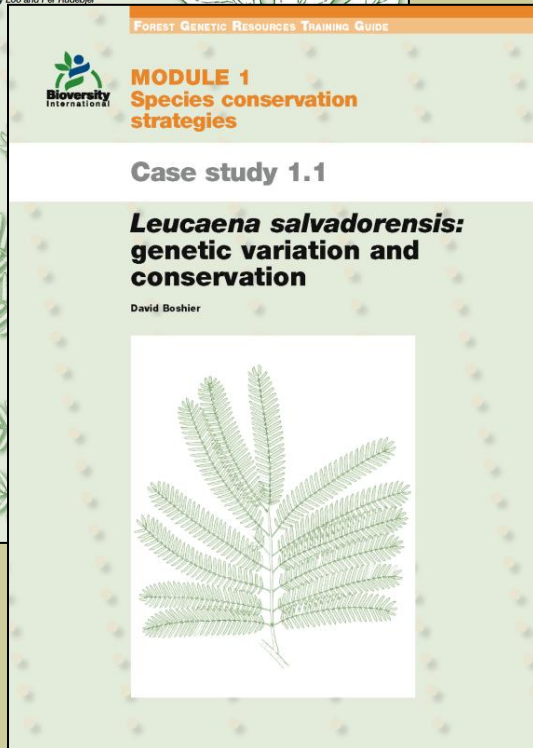 FOREST GENETIC RESOURCES TRAINING GUIDE
Bioversity
International
MODULE 1
Species conservation
strategies
Case study 1.1
Leucaena salvadorensis:
genetic variation and
conservation
David Boshier